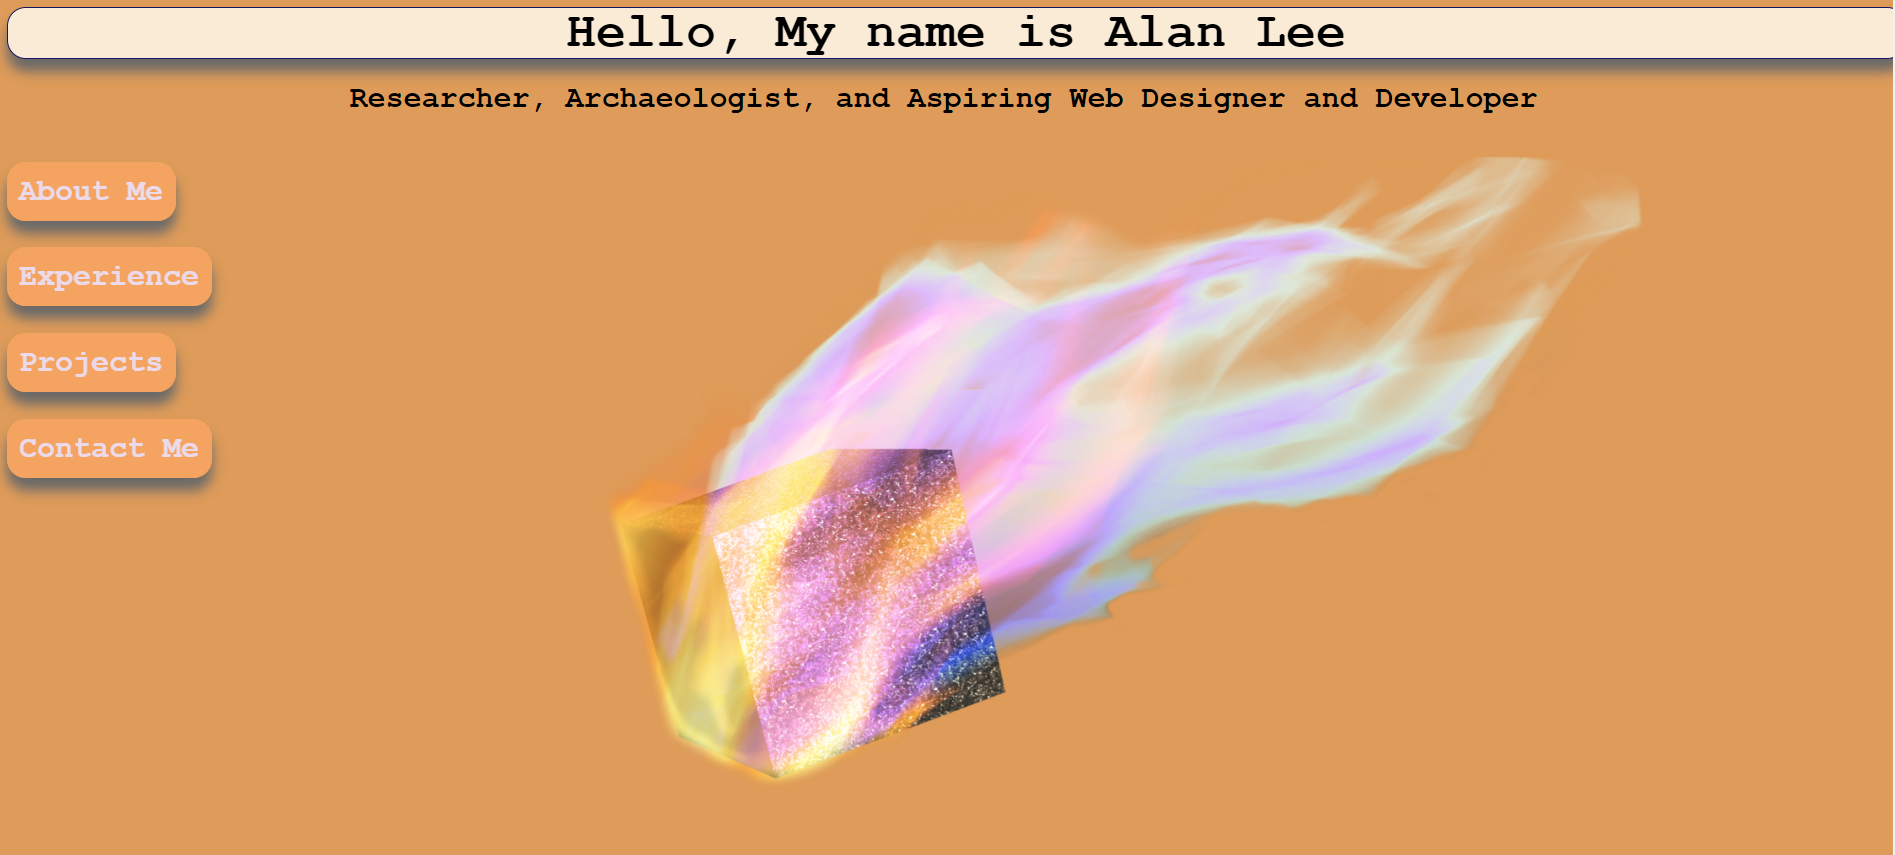 Hello, My name is Alan Lee
Researcher, Archaeologist, and Aspiring Web Designer and Developer
About Me
Experience
Projects
Contact Me